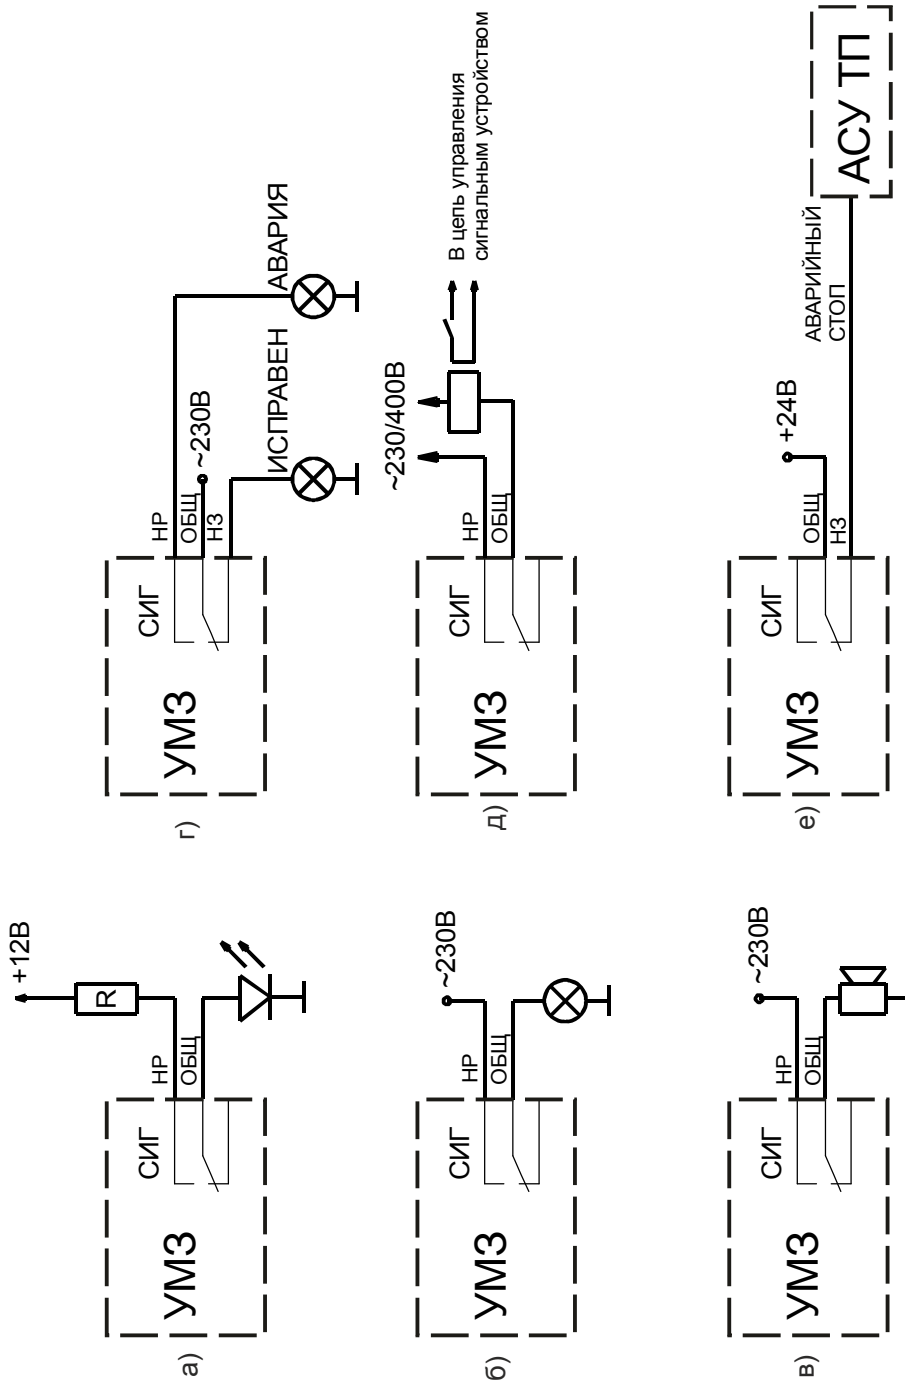 а)
УМЗ
СИГ
НР
ОБЩ
+12В
R
б)
УМЗ
СИГ
НР
ОБЩ
~230В
в)
УМЗ
СИГ
НР
ОБЩ
~230В
г)
УМЗ
СИГ
НР
ОБЩ
НЗ
~230В
ИСПРАВЕН
АВАРИЯ
д)
УМЗ
СИГ
НР
ОБЩ
~230/400В
В цепь управления
сигнальным устройством
е)
УМЗ
СИГ
ОБЩ
НЗ
+24В
АВАРИЙНЫЙ
СТОП
АСУ ТП